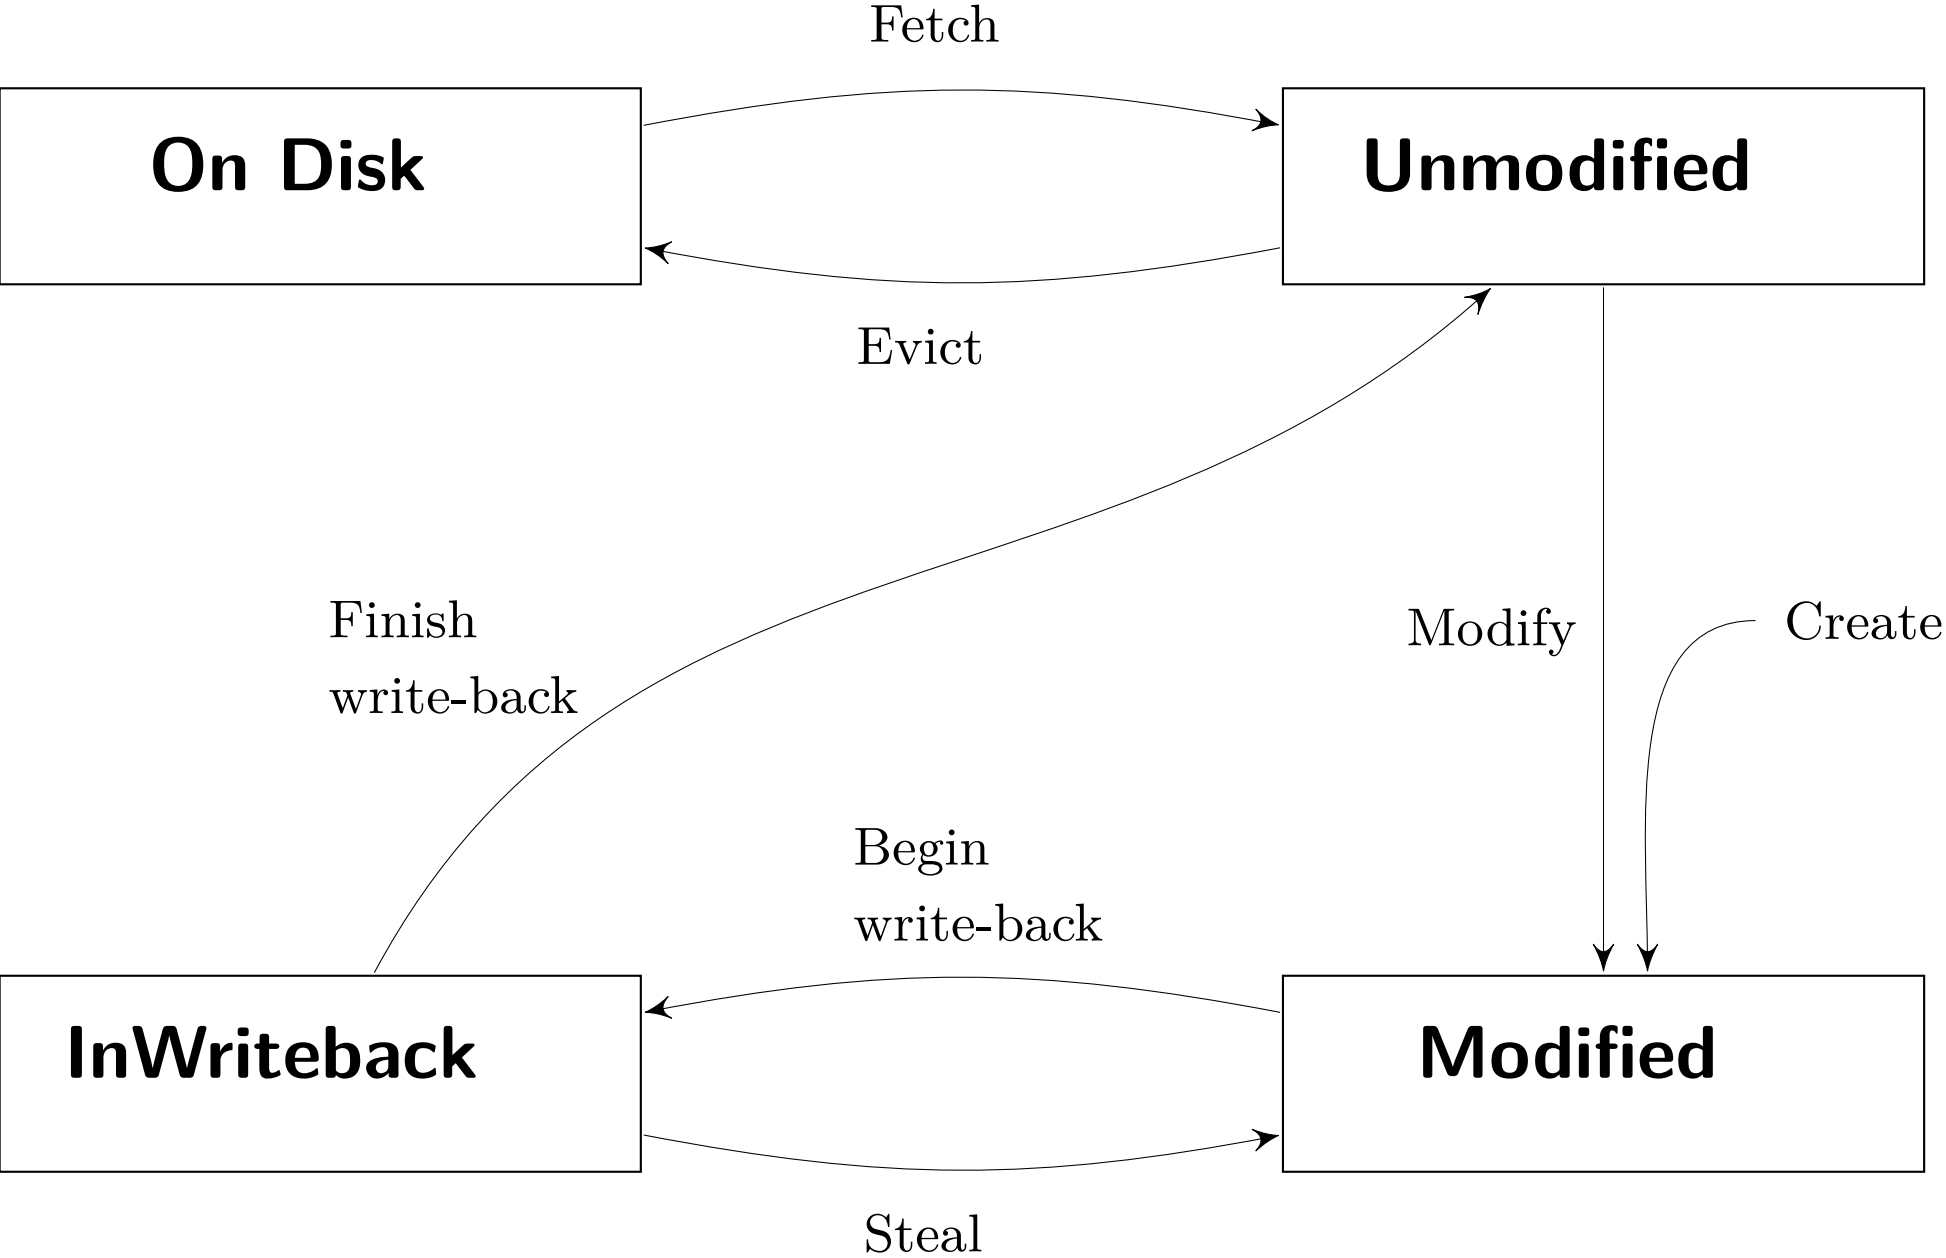 Fetch
On Disk
Unmodified
Evict
Finish
write-back
Modify
Create
Begin
write-back
InWriteback
Modified
Steal